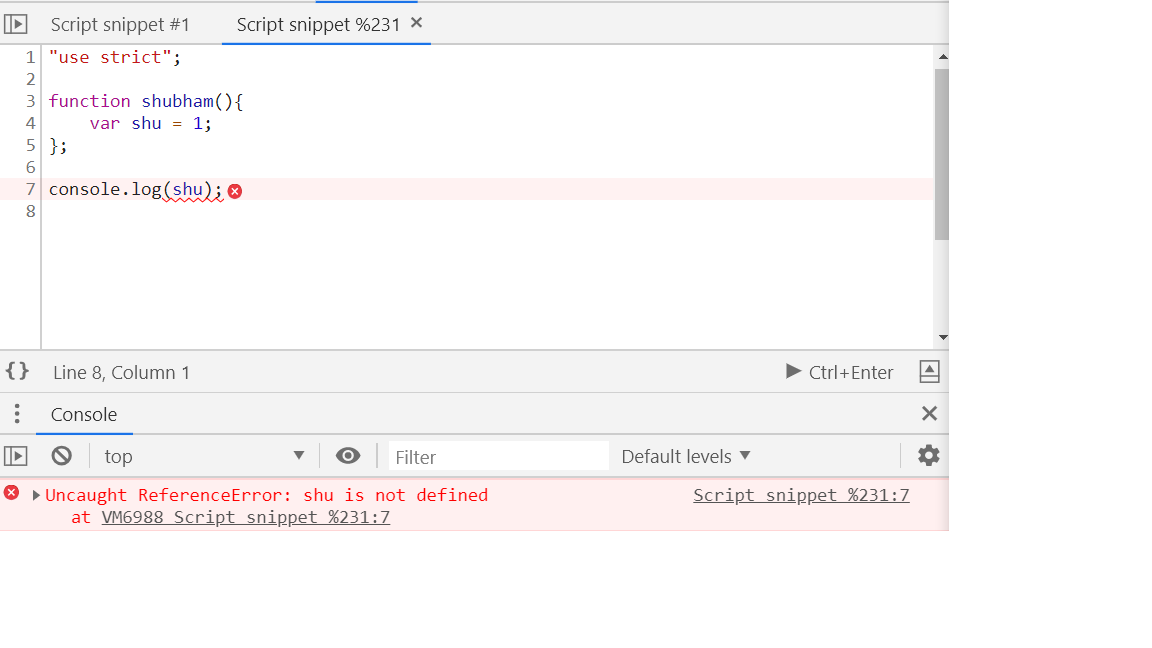 Script snippet #1 Script snippet %231 ✕
1 "use strict";
2
3 function shubham(){
4     var shu = 1;
5 };
6
7 console.log(shu);
8
{} Line 8, Column 1 Ctrl+Enter
Console
top Filter Default levels
Uncaught ReferenceError: shu is not defined Script snippet %231:7
at VM6988 Script snippet %231:7